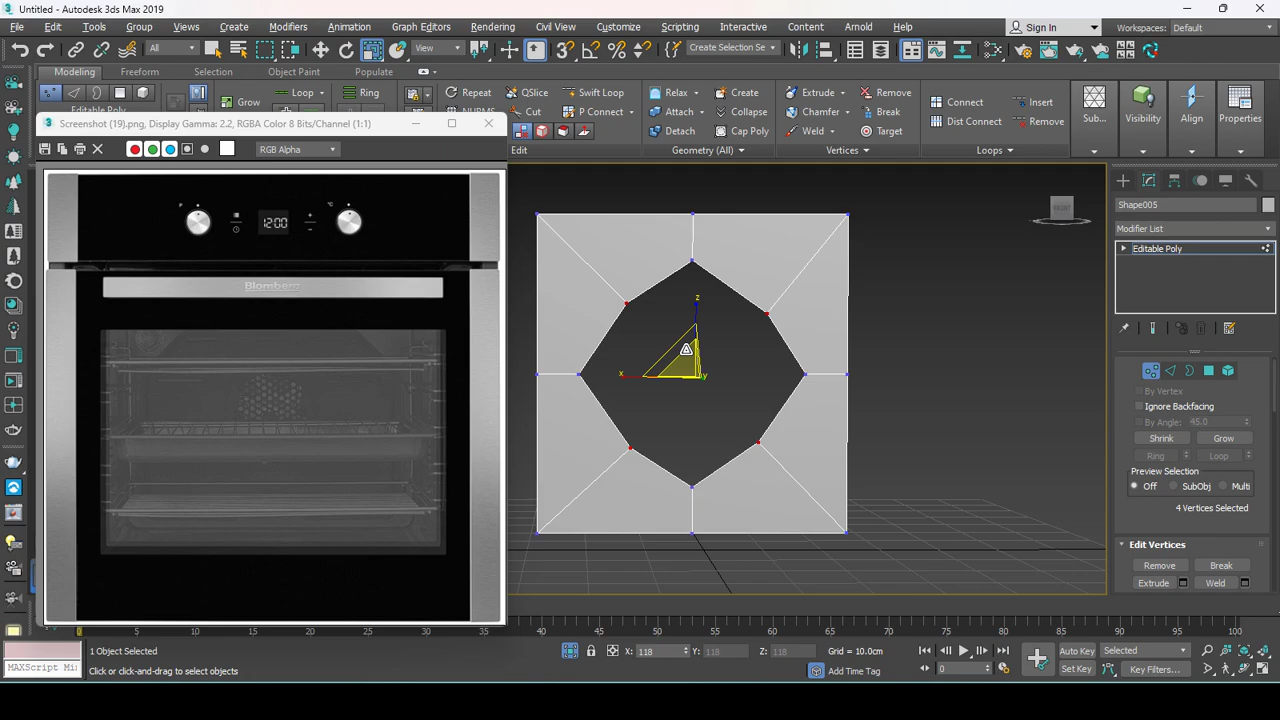 Untitled - Autodesk 3ds Max 2019
File Edit Tools Group Views Create Modifiers Animation Graph Editors Rendering Civil View Customize Scripting Interactive Content Arnold Help
Sign In
Workspaces: Default
All
View
Create Selection Se
Modeling Freeform Selection Object Paint Populate
Grow Loop Ring Repeat QSlice Swift Loop Relax Create Extrude Remove Connect Insert
NURMS Cut P Connect Attach Collapse Chamfer Break Dist Connect Remove
Editable Poly
Detach Cap Poly Weld Target
Sub... Visibility Align Properties
Edit Geometry (All) Vertices Loops
Screenshot (19).png, Display Gamma: 2.2, RGBA Color 8 Bits/Channel (1:1)
RGB Alpha
P
°C
12:00
+
-
Blomberg
z
x
y
FRONT
Shape005
Modifier List
Editable Poly
By Vertex
Ignore Backfacing
By Angle: 45.0
Shrink Grow
Ring Loop
Preview Selection
Off SubObj Multi
4 Vertices Selected
Edit Vertices
Remove Break
Extrude Weld
0 5 10 15 20 25 30 35 40 45 50 55 60 65 70 75 80 85 90 95 100
1 Object Selected
X: 118 Y: 118 Z: 118 Grid = 10.0cm
Auto Key Selected
MAXScript Mi
Click or click-and-drag to select objects
Add Time Tag
0
Set Key Key Filters...